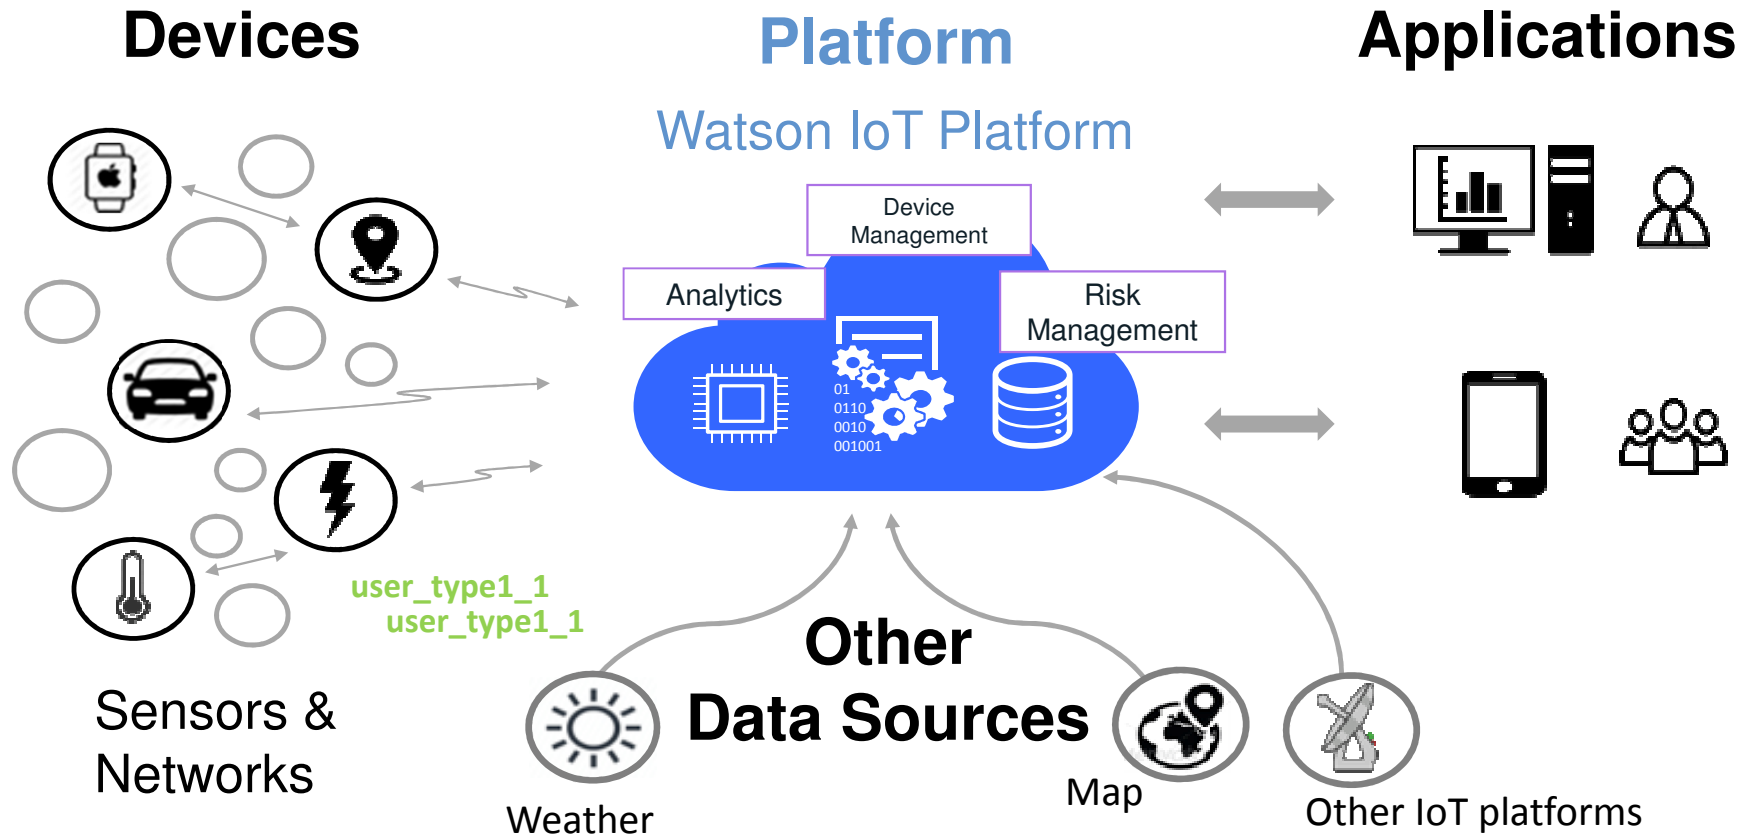 Devices
Platform
Applications
Watson IoT Platform
Device
Management
Analytics
Risk
Management
01
0110
0010
001001
user_type1_1
user_type1_1
Other
Data Sources
Sensors &
Networks
Weather
Map
Other IoT platforms